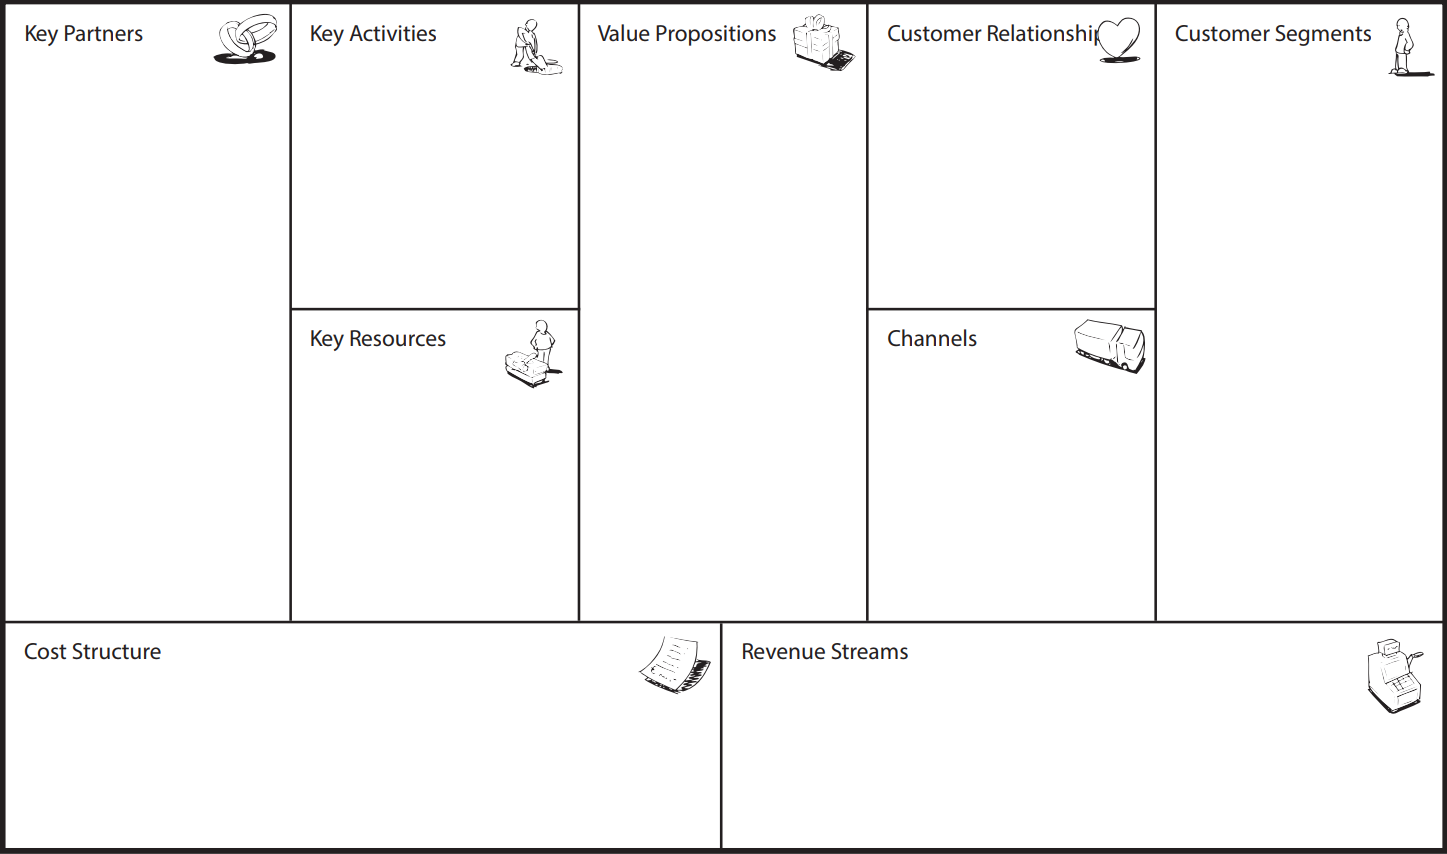 Key Partners
Key Activities
Value Propositions
Customer Relationship
Customer Segments
Key Resources
Channels
Cost Structure
Revenue Streams